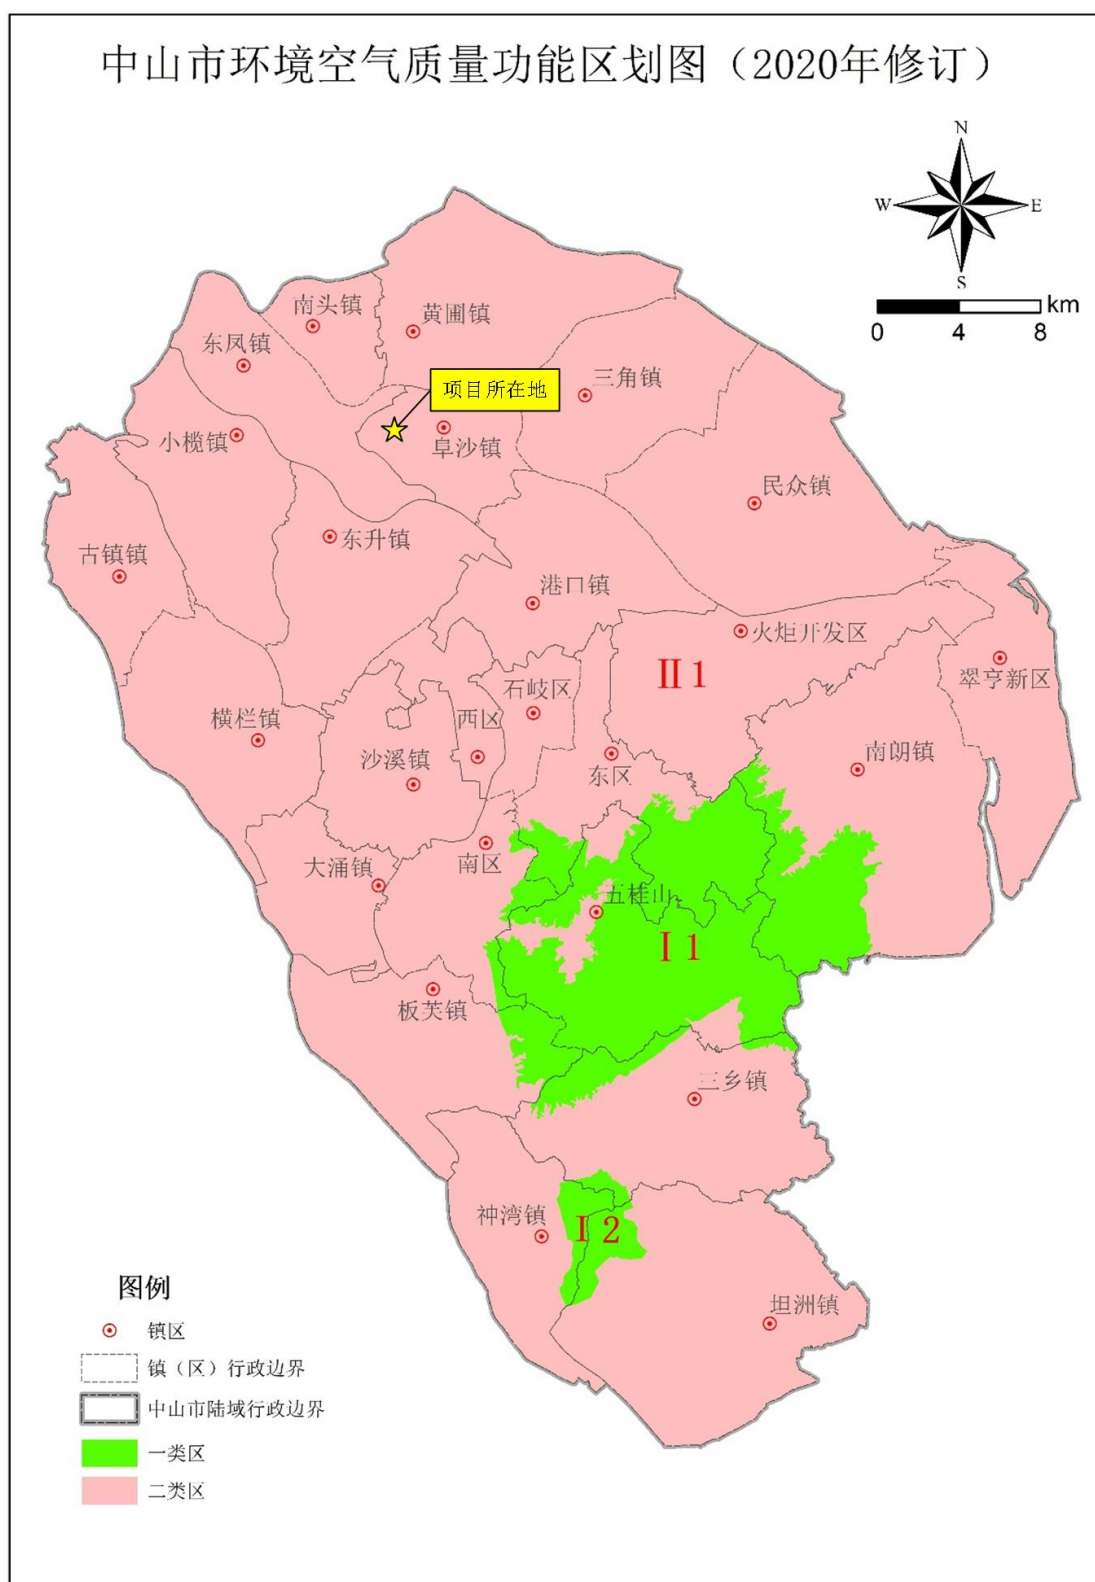 中山市环境空气质量功能区划图（2020年修订）
N
W
E
S
km
0 4 8
南头镇
黄圃镇
东凤镇
项目所在地
三角镇
小榄镇
阜沙镇
民众镇
东升镇
古镇镇
港口镇
火炬开发区
翠亨新区
Ⅱ1
石岐区
横栏镇
西区
沙溪镇
东区
南朗镇
南区
大涌镇
五桂山
Ⅰ1
板芙镇
三乡镇
神湾镇
Ⅰ2
坦洲镇
图例
镇区
镇（区）行政边界
中山市陆域行政边界
一类区
二类区